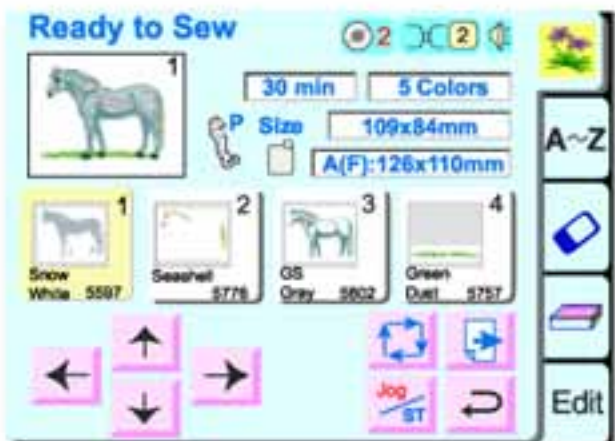 Ready to Sew
2
2
1
30 min
5 Colors
P
Size
109x84mm
A(F):126x110mm
A~Z
1
2
3
4
Snow
White 5597
Seashell
5776
GS
Gray 5802
Green
Dust 5757
Jog
/ST
Edit